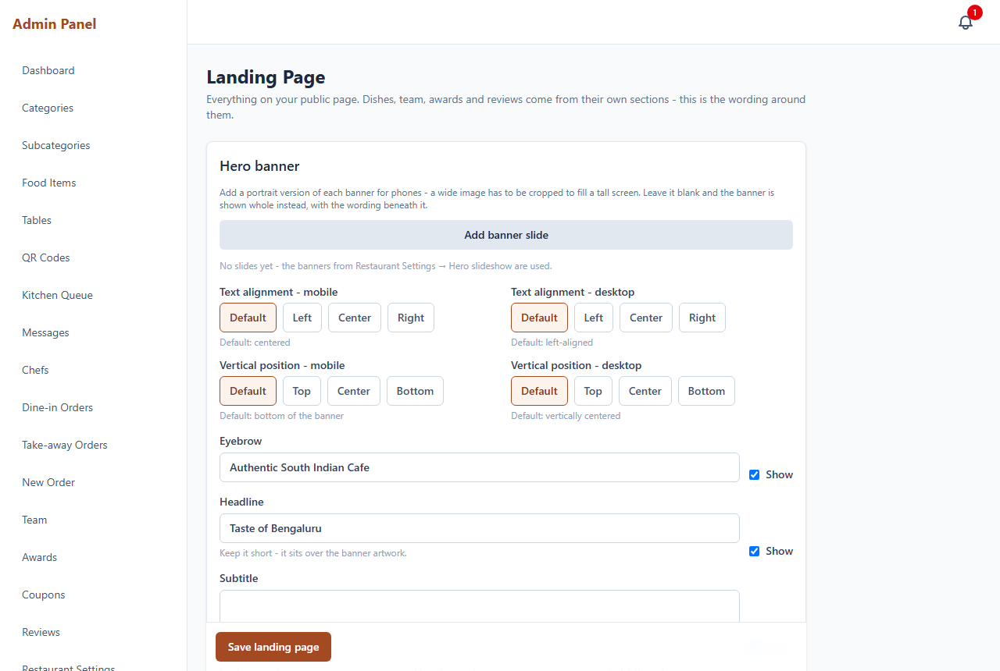 Admin Panel
1
Dashboard
Categories
Subcategories
Food Items
Tables
QR Codes
Kitchen Queue
Messages
Chefs
Dine-in Orders
Take-away Orders
New Order
Team
Awards
Coupons
Reviews
Restaurant Settings
Landing Page
Everything on your public page. Dishes, team, awards and reviews come from their own sections - this is the wording around
them.
Hero banner
Add a portrait version of each banner for phones - a wide image has to be cropped to fill a tall screen. Leave it blank and the banner is
shown whole instead, with the wording beneath it.
Add banner slide
No slides yet - the banners from Restaurant Settings → Hero slideshow are used.
Text alignment - mobile
Default Left Center Right
Default: centered
Text alignment - desktop
Default Left Center Right
Default: left-aligned
Vertical position - mobile
Default Top Center Bottom
Default: bottom of the banner
Vertical position - desktop
Default Top Center Bottom
Default: vertically centered
Eyebrow
Authentic South Indian Cafe
Show
Headline
Taste of Bengaluru
Keep it short - it sits over the banner artwork.
Show
Subtitle
Save landing page